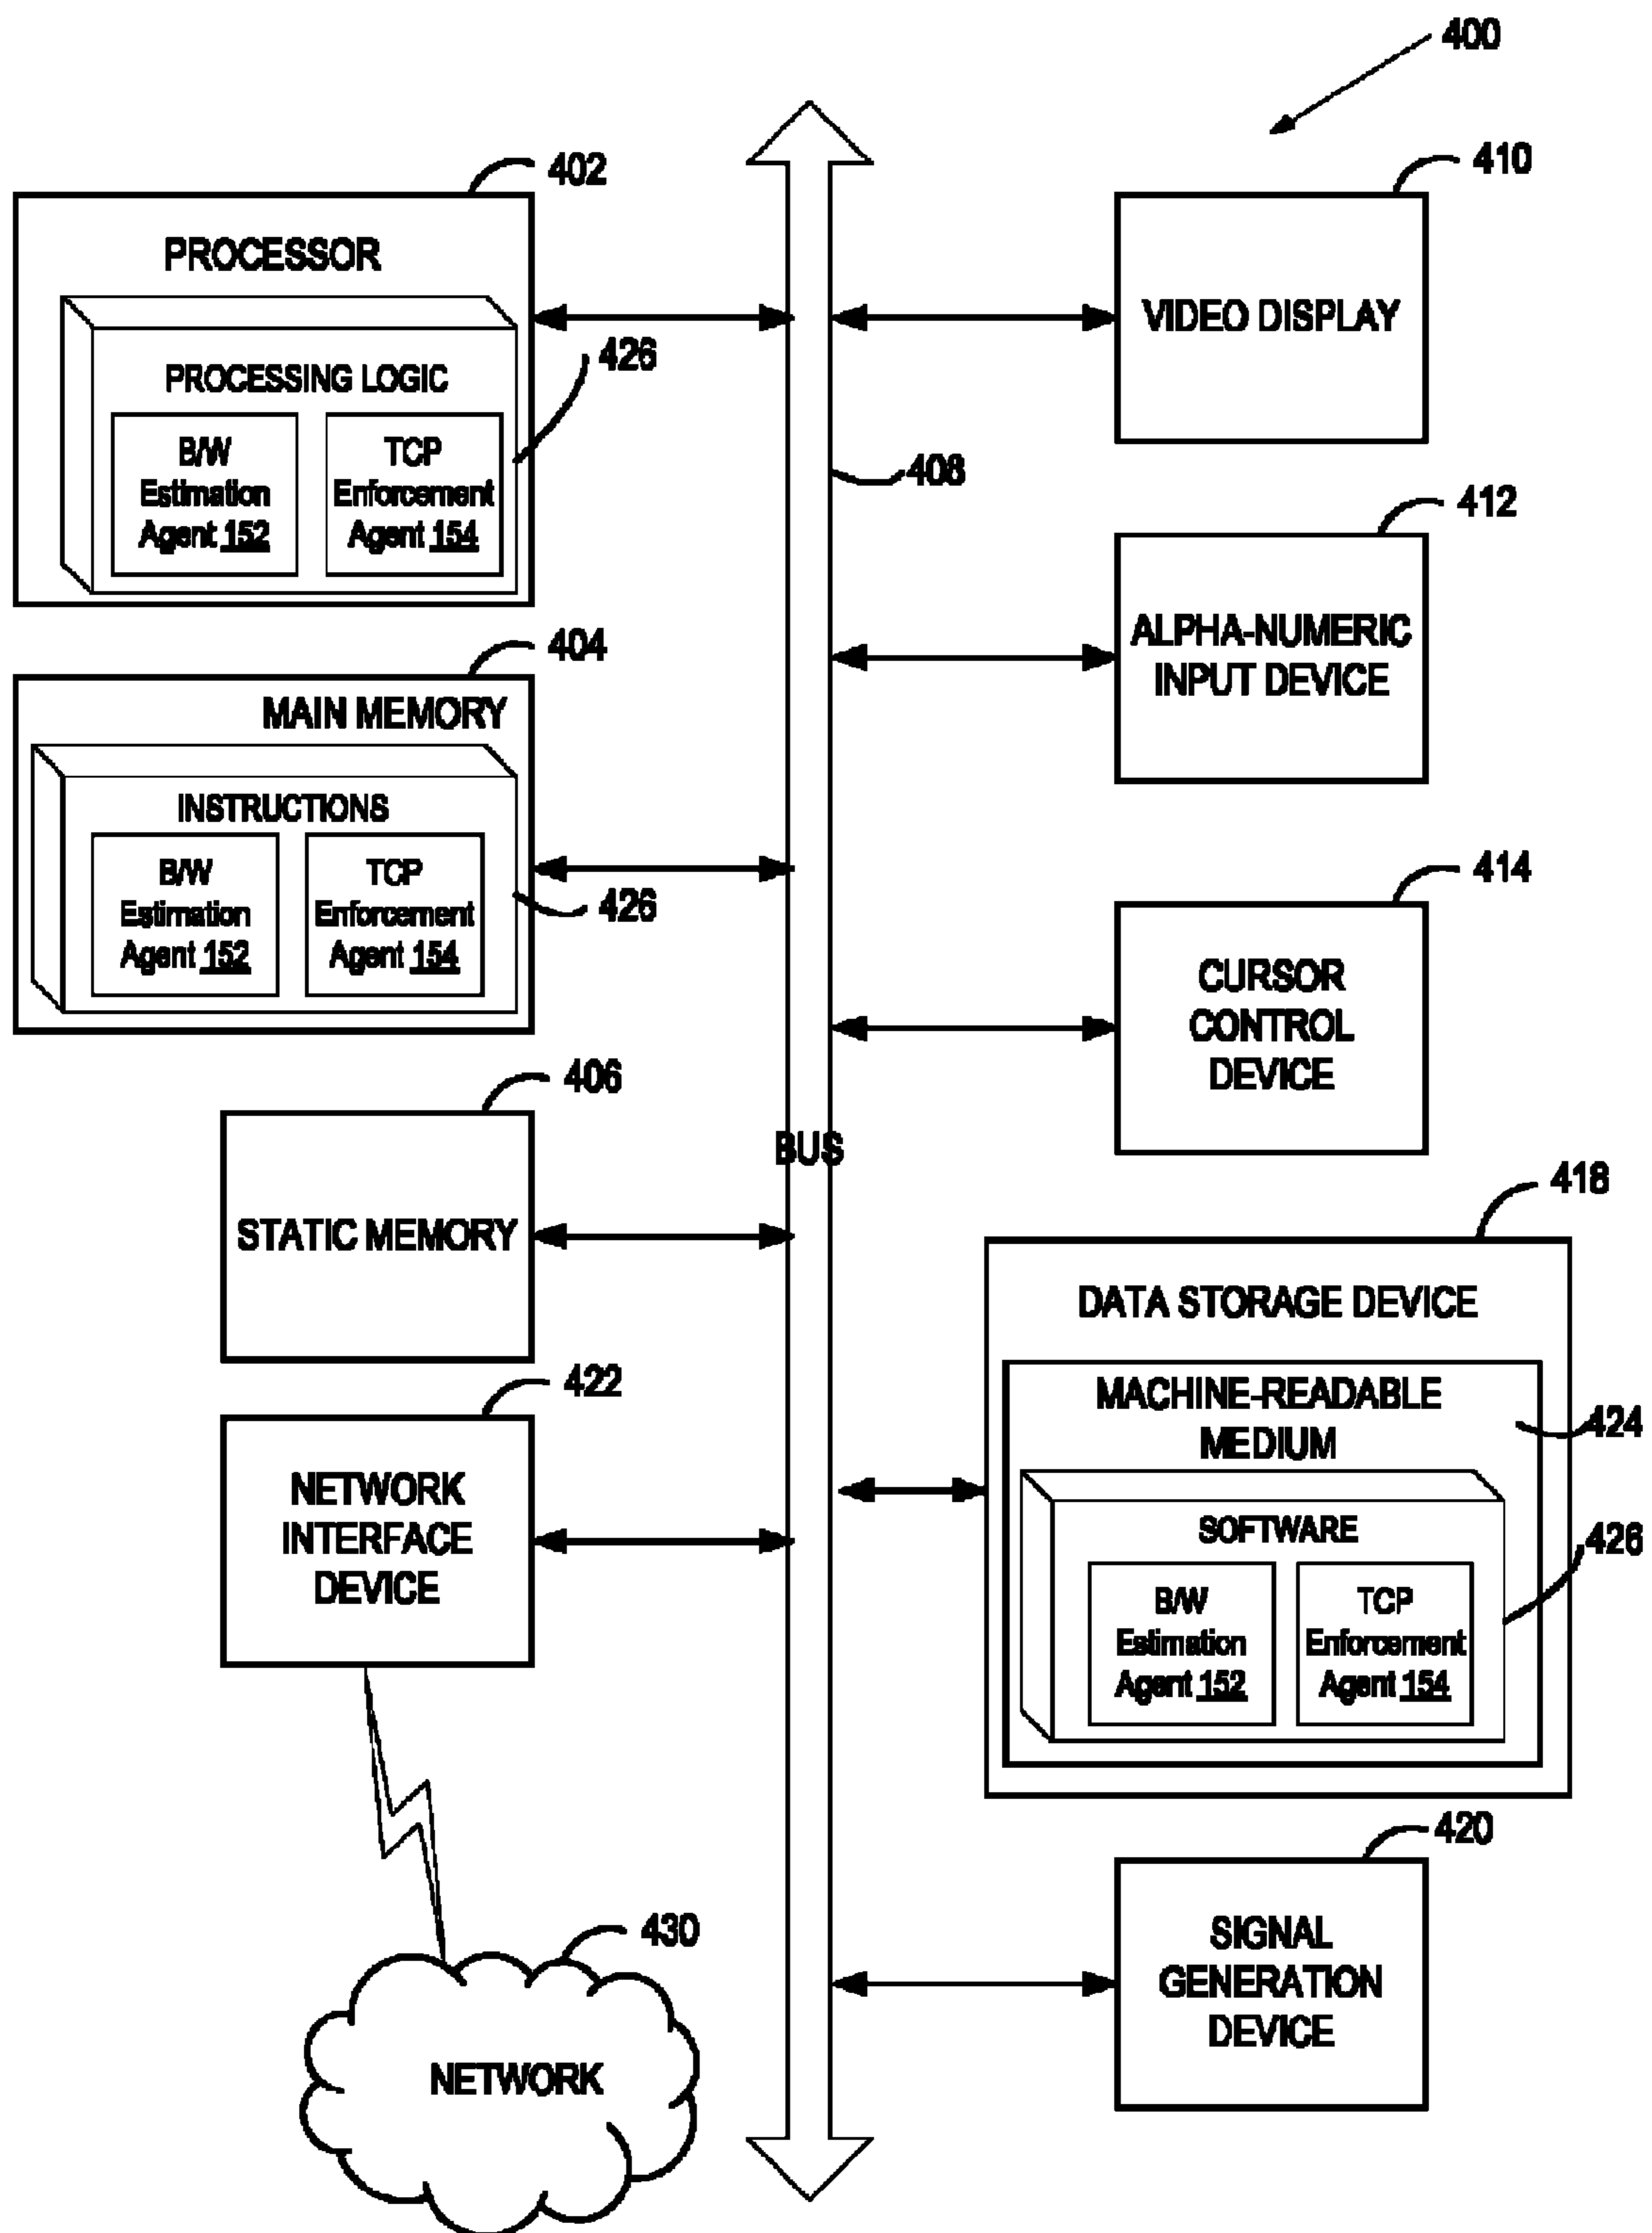 400
402
PROCESSOR
PROCESSING LOGIC
426
B/W
Estimation
Agent 152
TCP
Enforcement
Agent 154
404
MAIN MEMORY
INSTRUCTIONS
B/W
Estimation
Agent 152
TCP
Enforcement
Agent 154
426
406
STATIC MEMORY
422
NETWORK
INTERFACE
DEVICE
430
NETWORK
408
BUS
410
VIDEO DISPLAY
412
ALPHA-NUMERIC
INPUT DEVICE
414
CURSOR
CONTROL
DEVICE
418
DATA STORAGE DEVICE
MACHINE-READABLE
MEDIUM
424
SOFTWARE
426
B/W
Estimation
Agent 152
TCP
Enforcement
Agent 154
420
SIGNAL
GENERATION
DEVICE